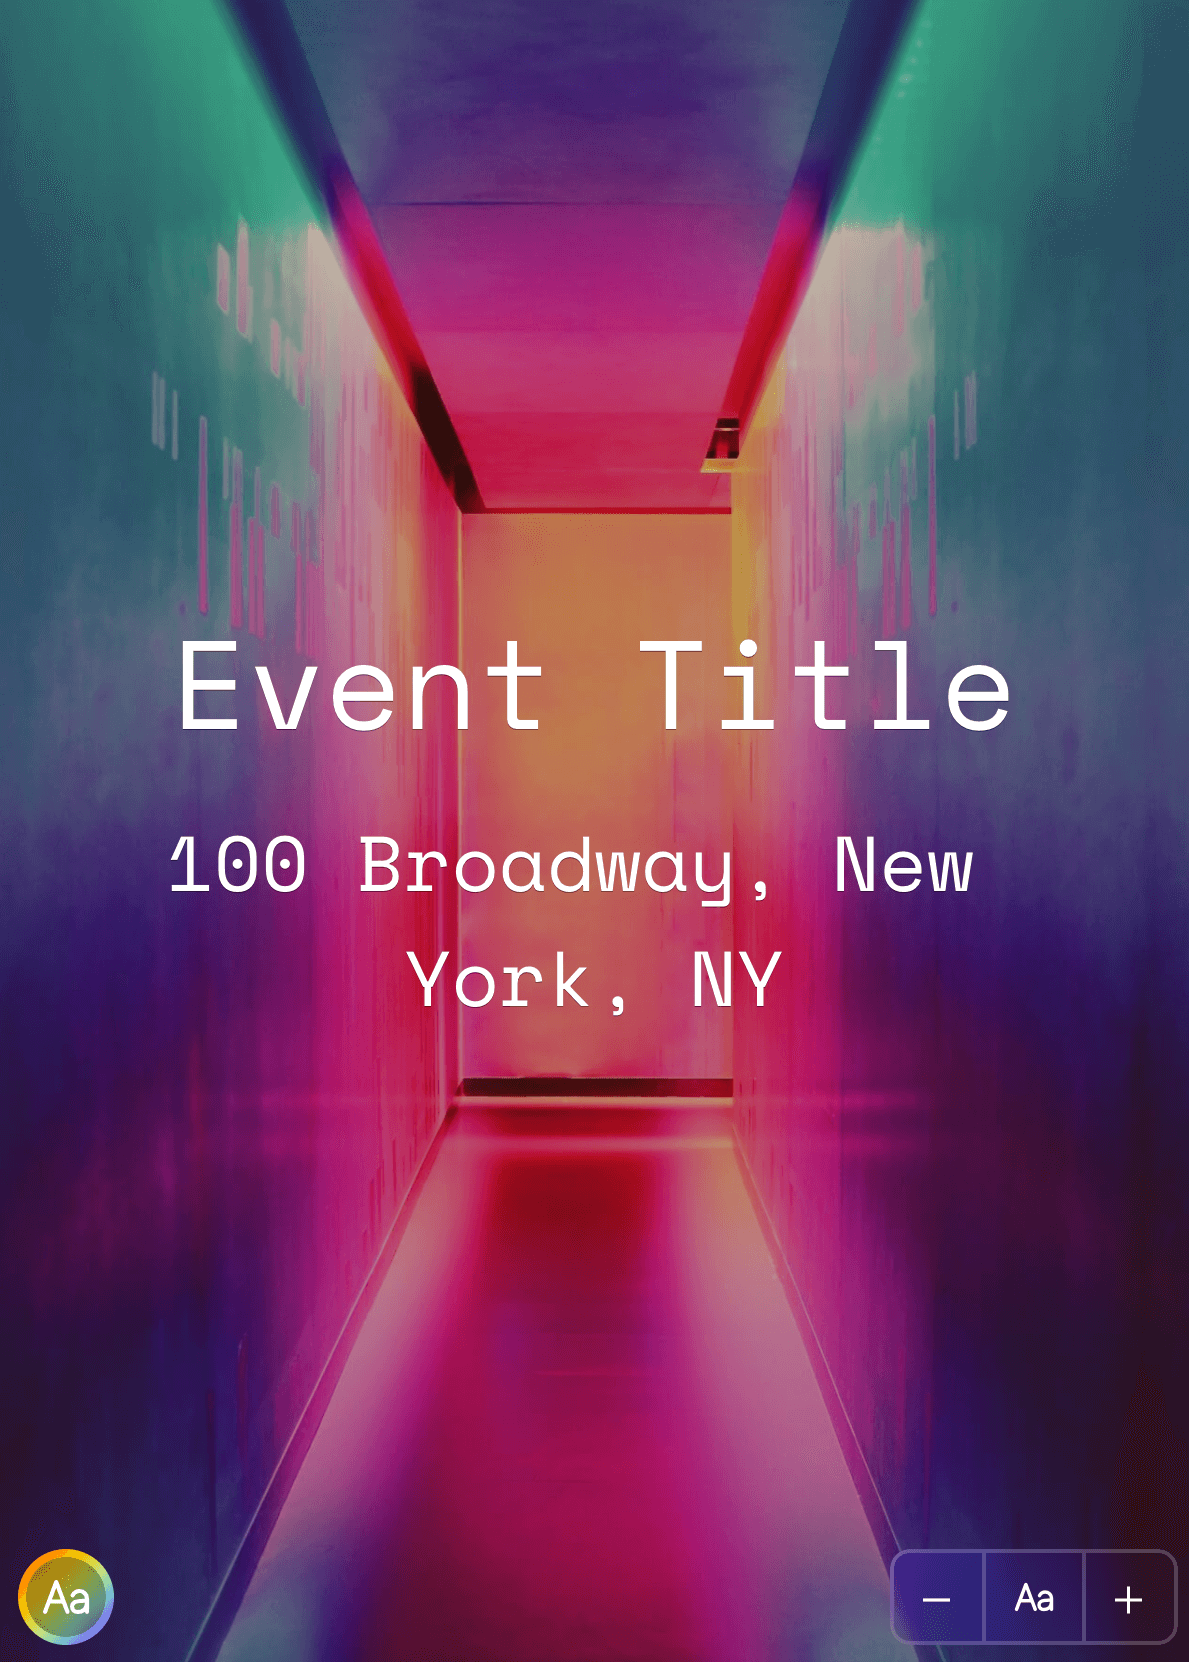 Event Title
100 Broadway, New
York, NY
Aa
− Aa +